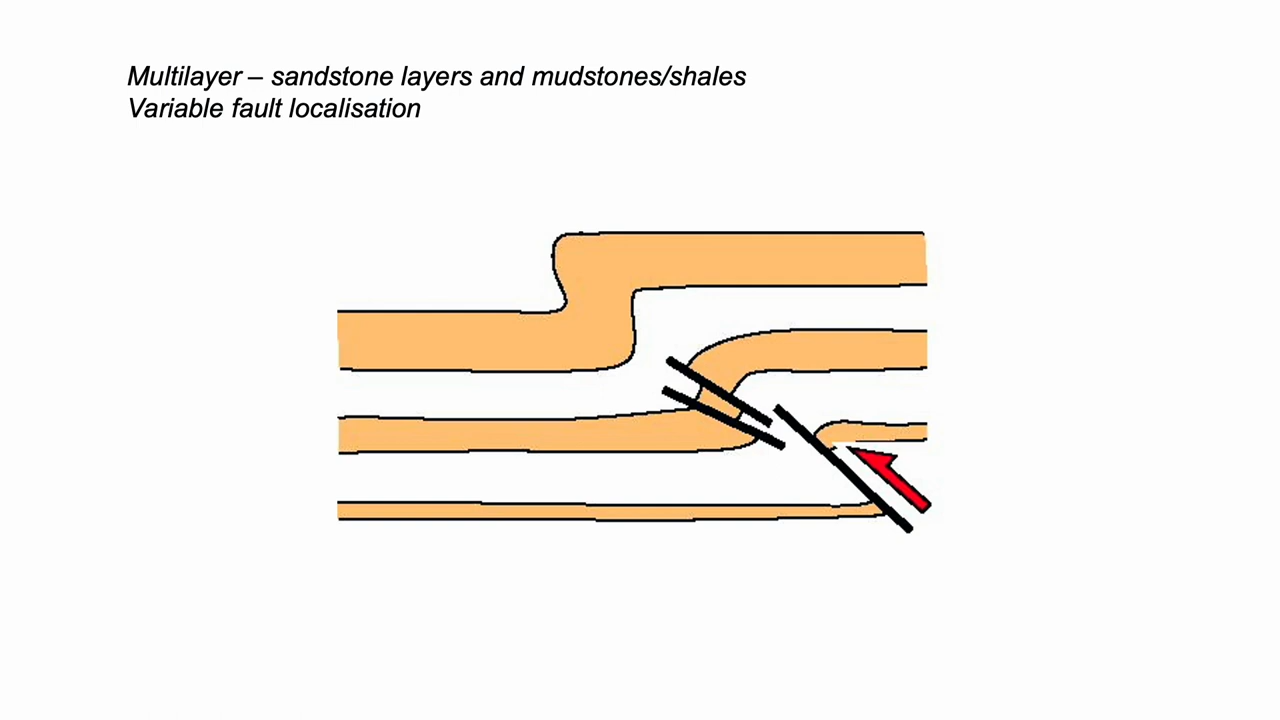 Multilayer – sandstone layers and mudstones/shales
Variable fault localisation